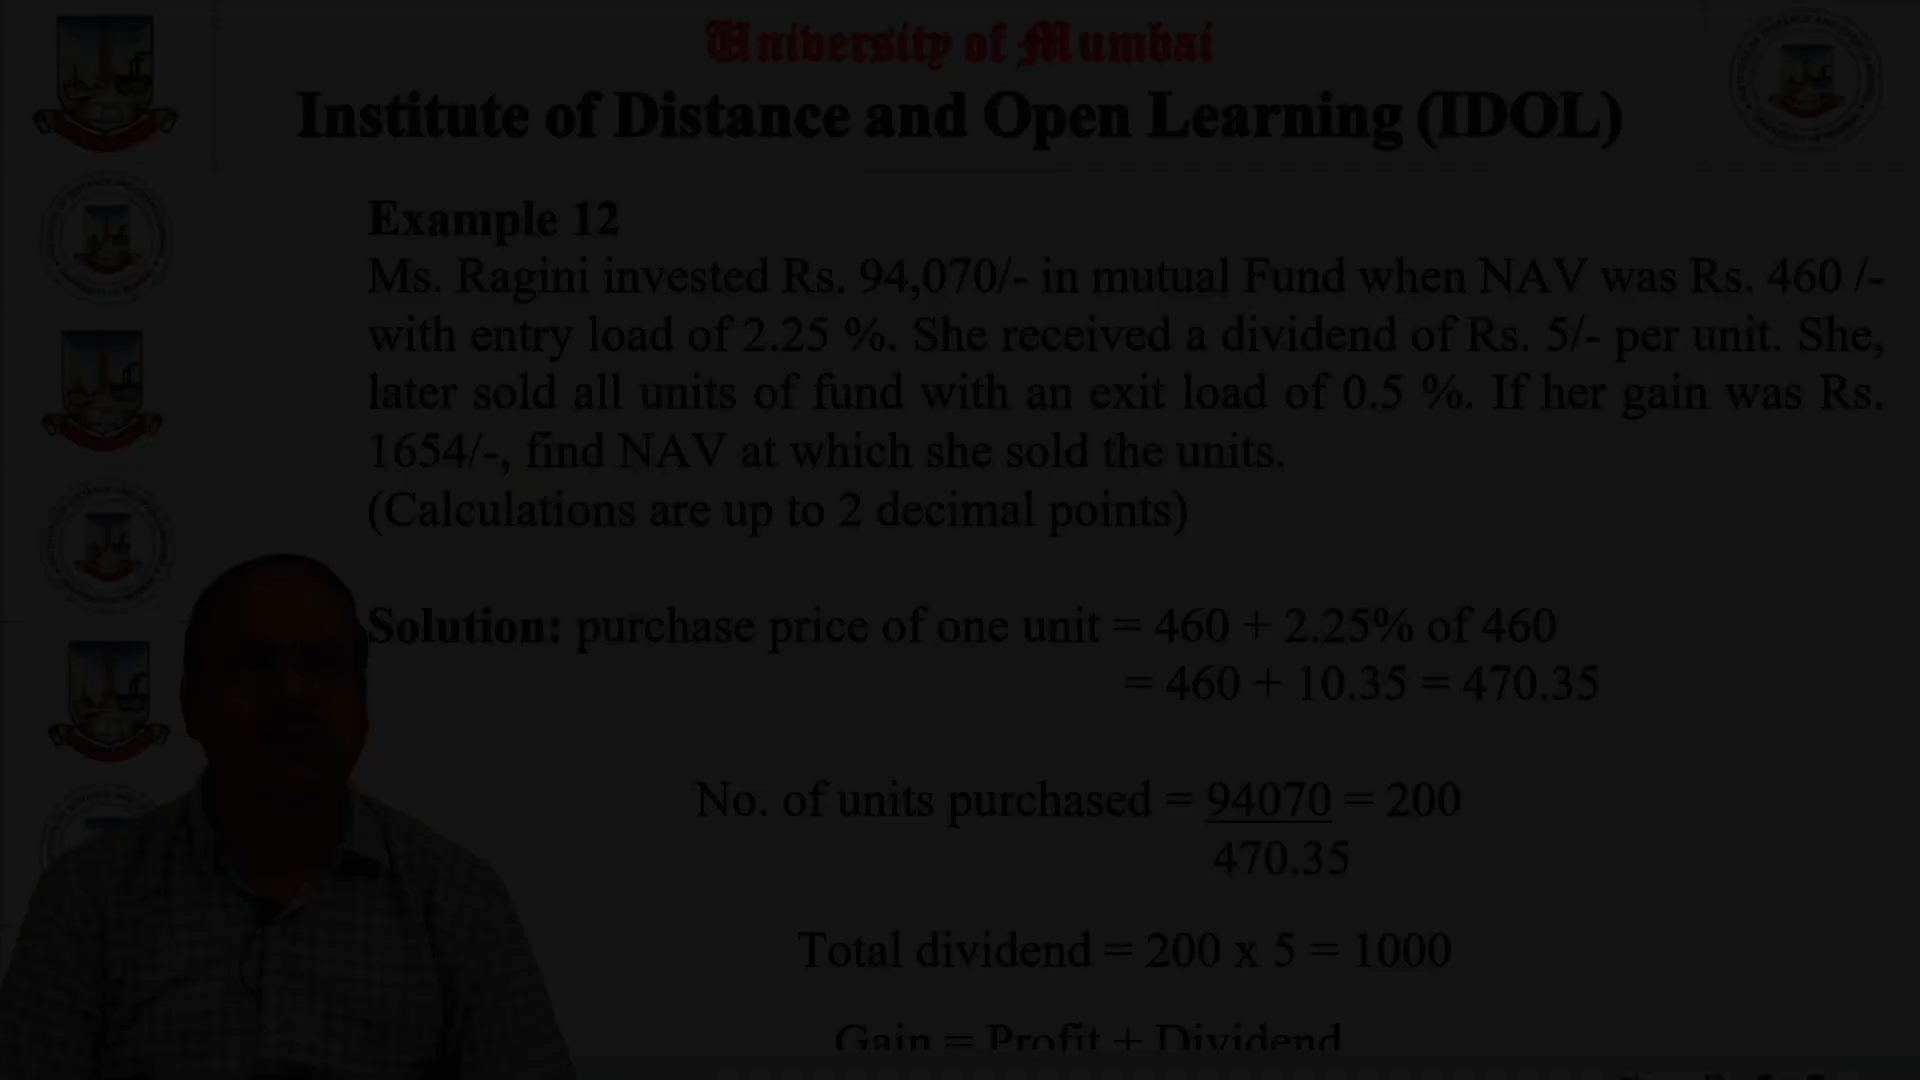 University of Mumbai
Institute of Distance and Open Learning (IDOL)
Example 12
Ms. Ragini invested Rs. 94,070/- in mutual Fund when NAV was Rs. 460 /-
with entry load of 2.25 %. She received a dividend of Rs. 5/- per unit. She,
later sold all units of fund with an exit load of 0.5 %. If her gain was Rs.
1654/-, find NAV at which she sold the units.
(Calculations are up to 2 decimal points)
Solution: purchase price of one unit = 460 + 2.25% of 460
= 460 + 10.35 = 470.35
No. of units purchased = 94070 = 200
470.35
Total dividend = 200 x 5 = 1000
Gain = Profit + Dividend